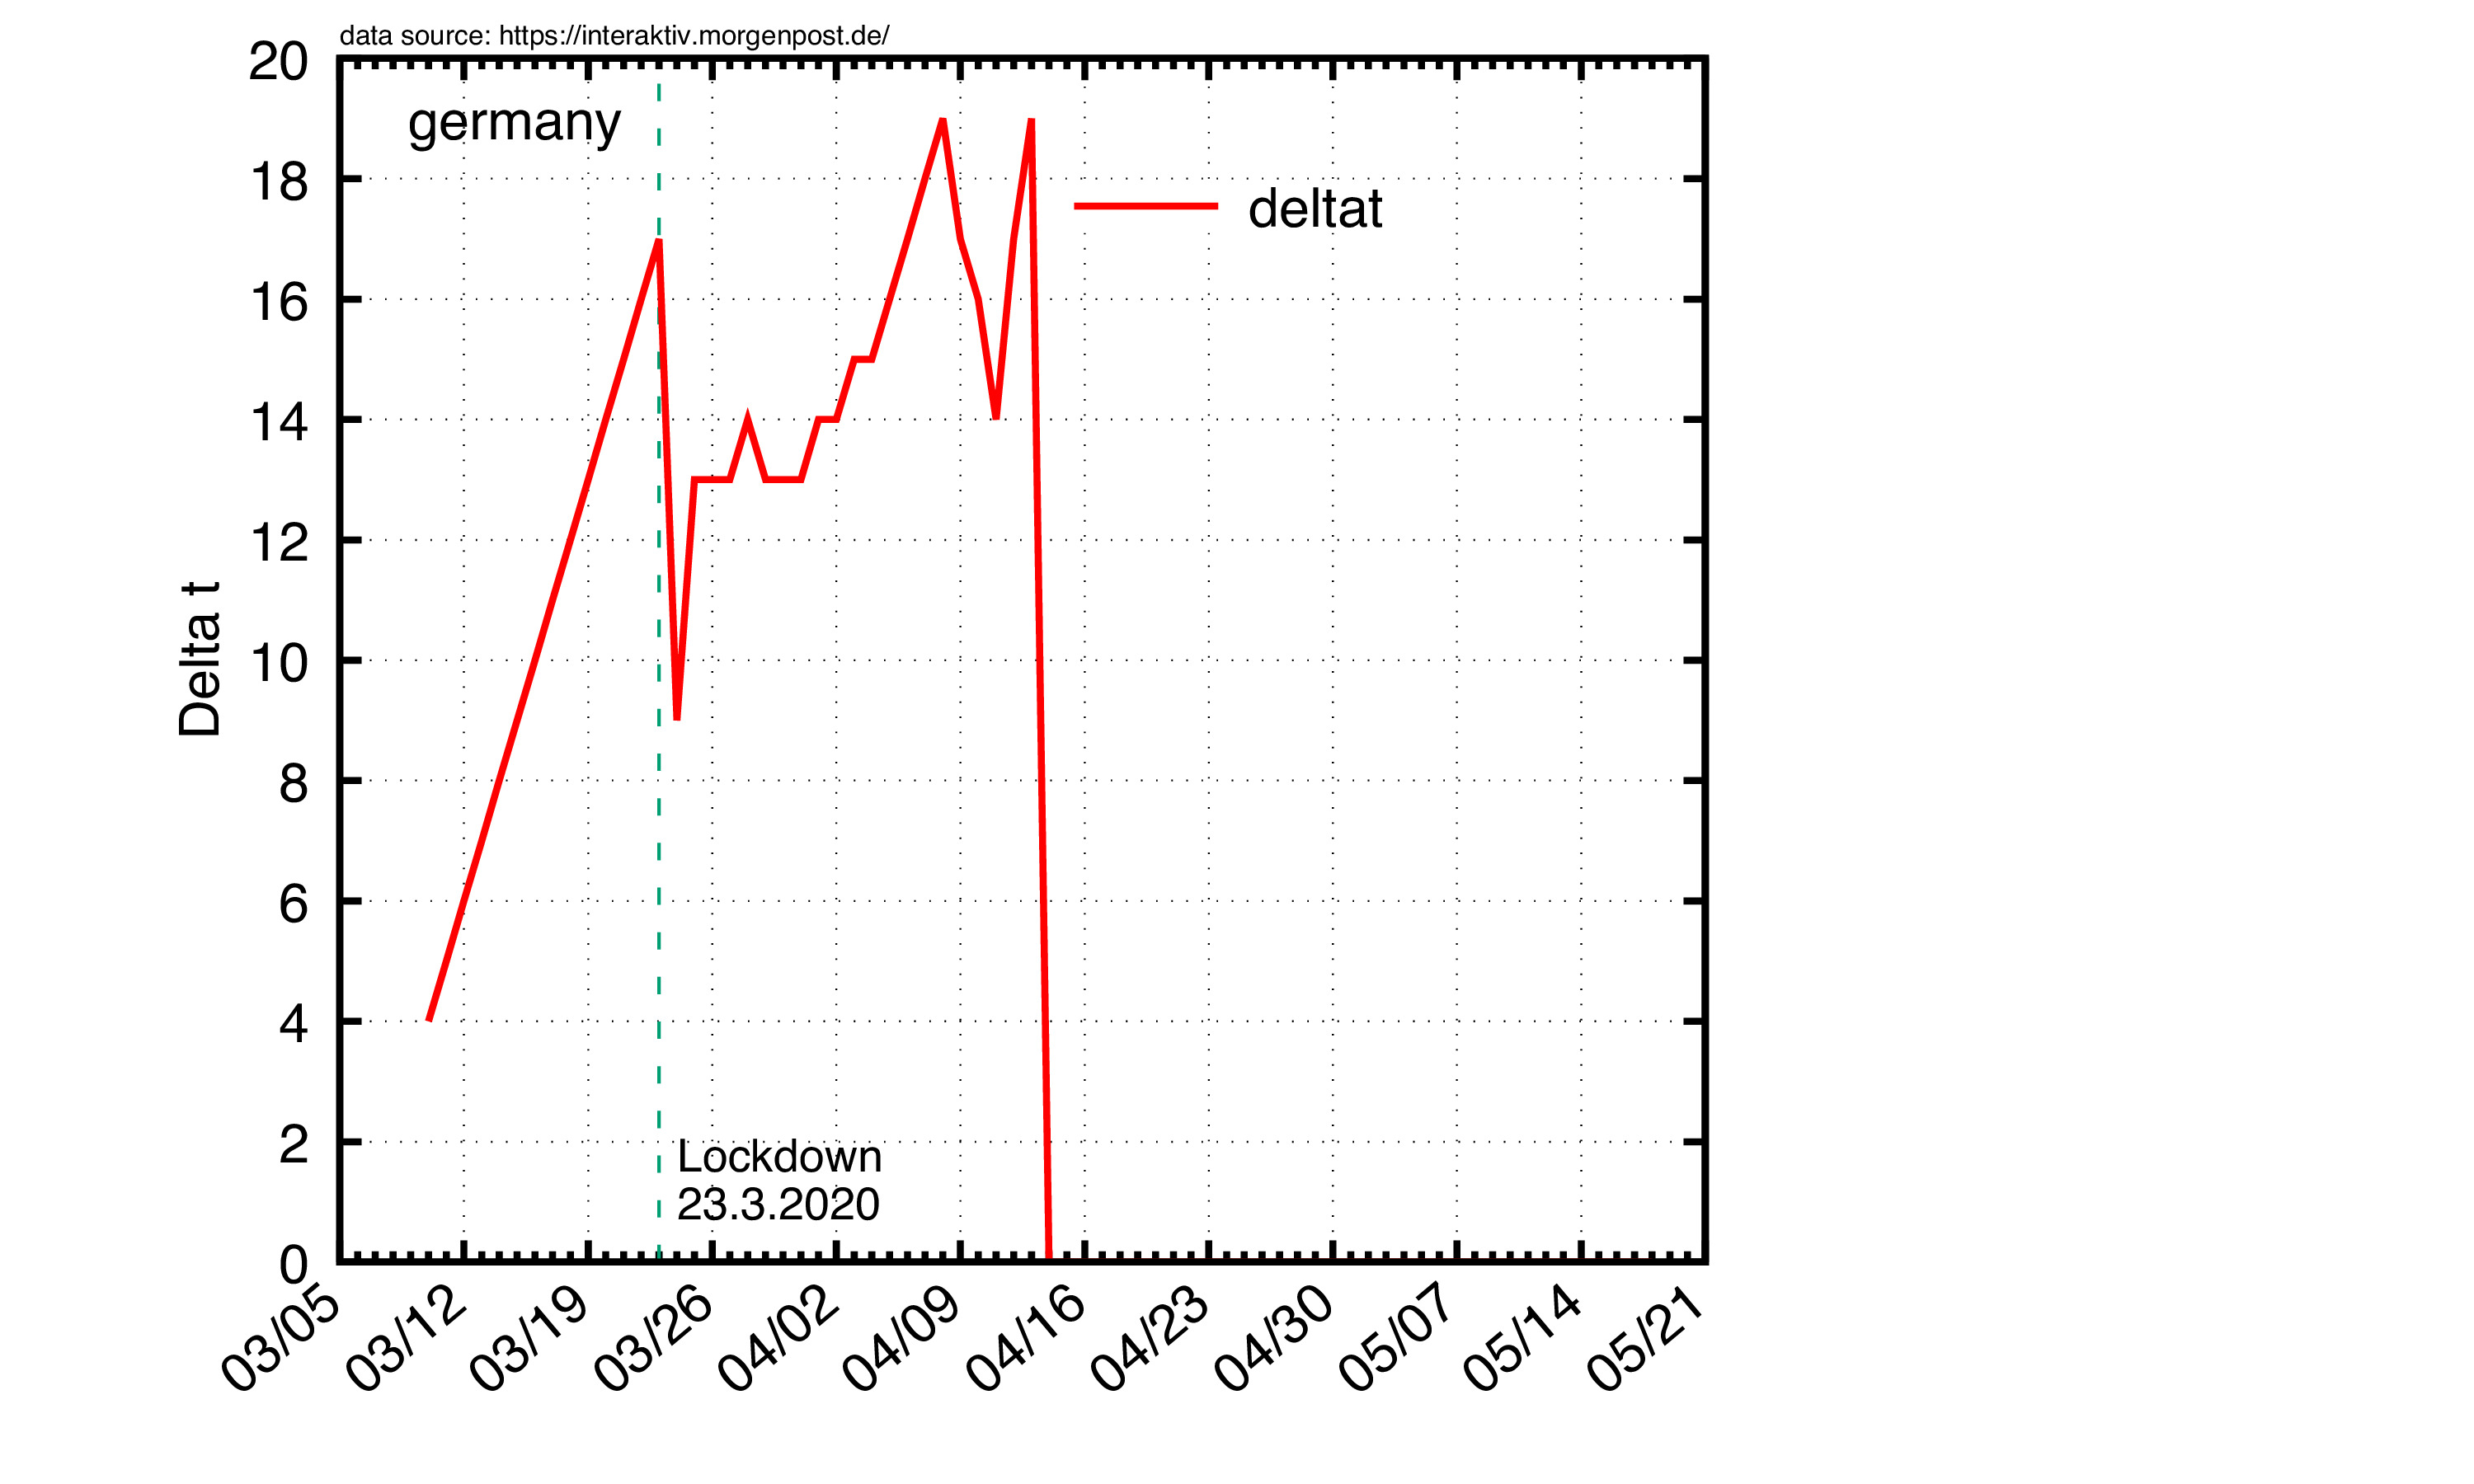 data source: https://interaktiv.morgenpost.de/
20
germany
18
deltat
16
14
12
10
Delta t
8
6
4
2
Lockdown
23.3.2020
0
03/05 03/12 03/19 03/26 04/02 04/09 04/16 04/23 04/30 05/07 05/14 05/21